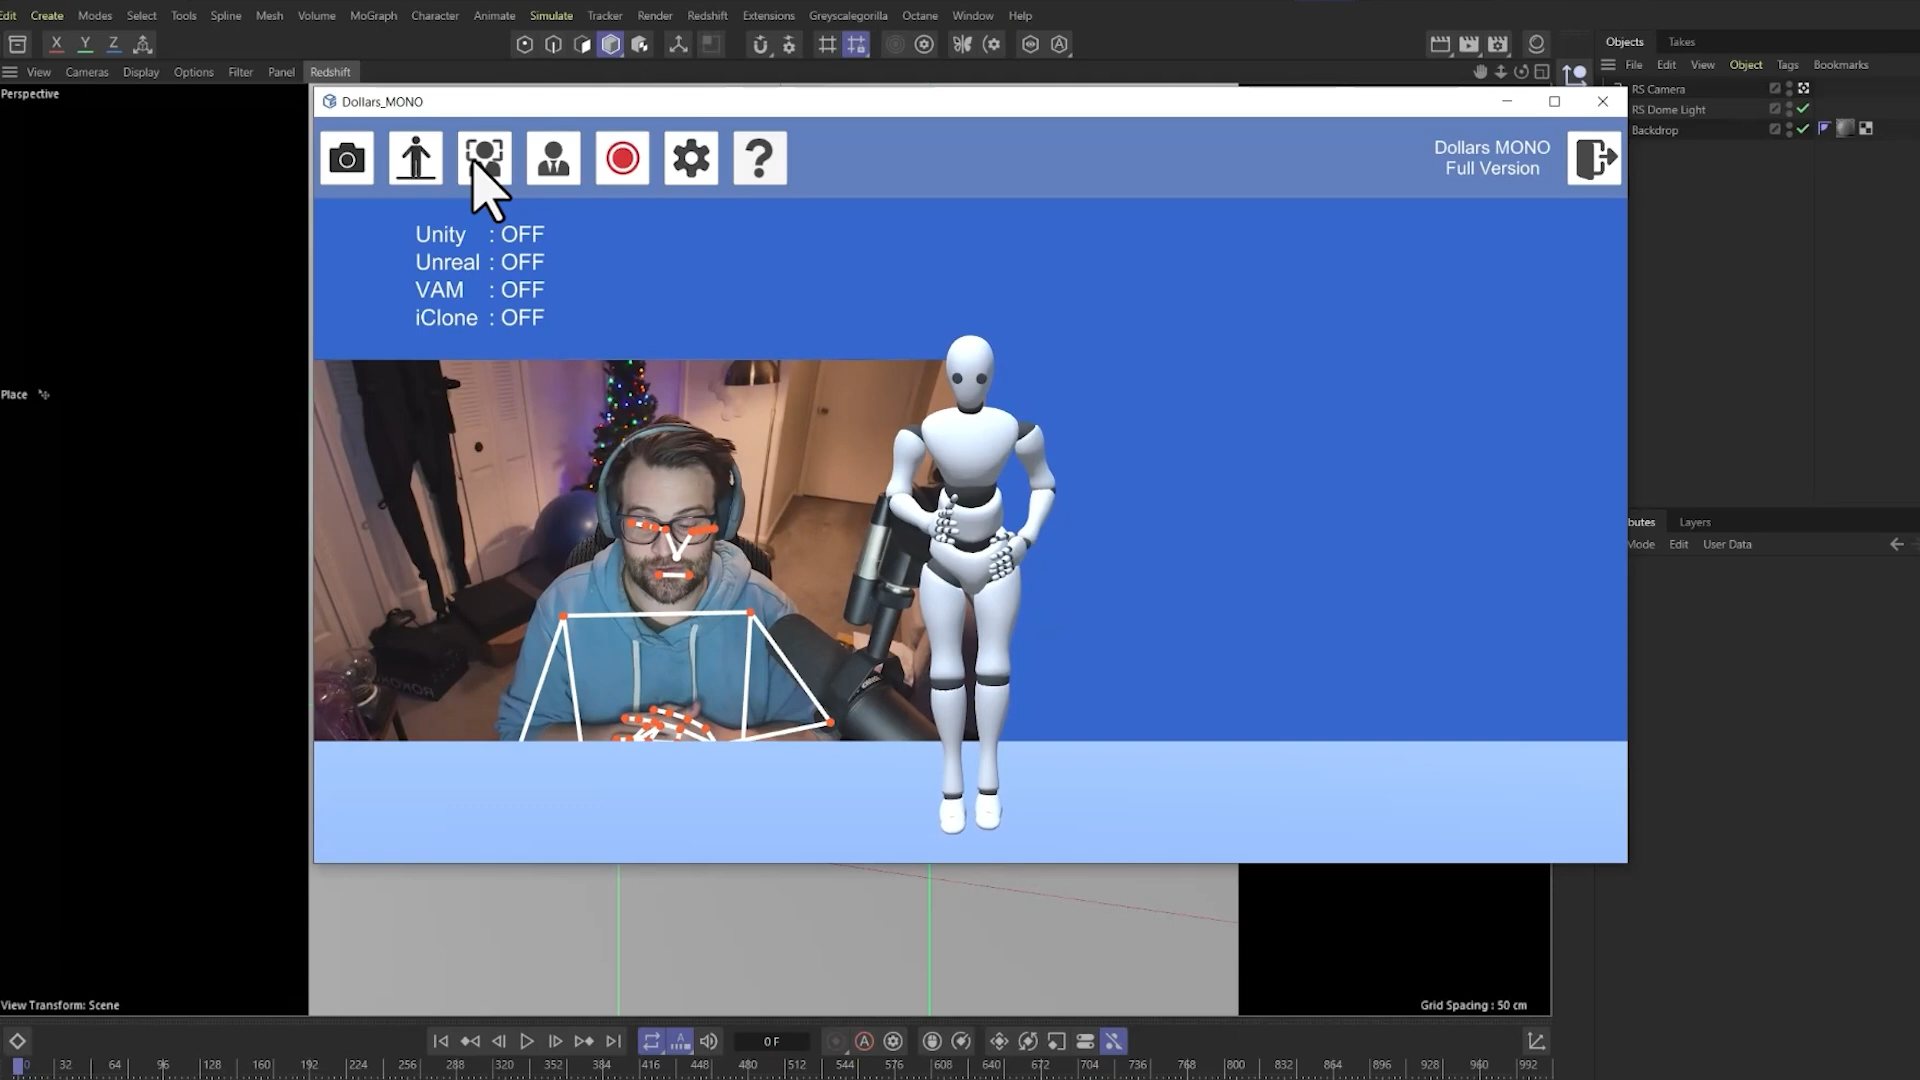 Edit Create Modes Select Tools Spline Mesh Volume MoGraph Character Animate Simulate Tracker Render Redshift Extensions Greyscalegorilla Octane Window Help
X Y Z
Objects Takes
View Cameras Display Options Filter Panel Redshift
File Edit View Object Tags Bookmarks
Perspective
RS Camera
RS Dome Light
Backdrop
Dollars_MONO
Dollars MONO
Full Version
?
Unity : OFF
Unreal : OFF
VAM : OFF
iClone : OFF
Place
butes Layers
Mode Edit User Data
ROKOKO
View Transform: Scene
Grid Spacing : 50 cm
0 F
0 32 64 96 128 160 192 224 256 288 320 352 384 416 448 480 512 544 576 608 640 672 704 736 768 800 832 864 896 928 960 992